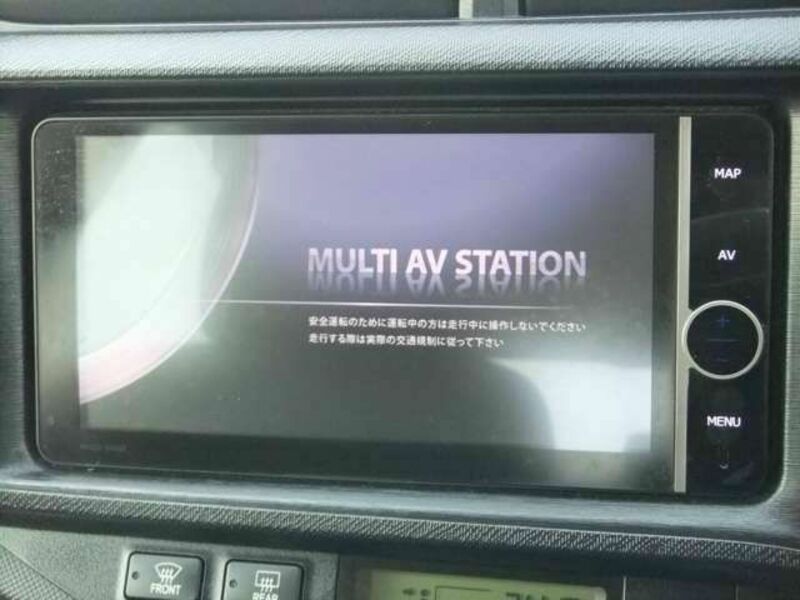 MAP
MULTI AV STATION
AV
安全運転のために運転中の方は走行中に操作しないでください
走行する際は実際の交通規制に従って下さい
+
-
MENU
FRONT
REAR